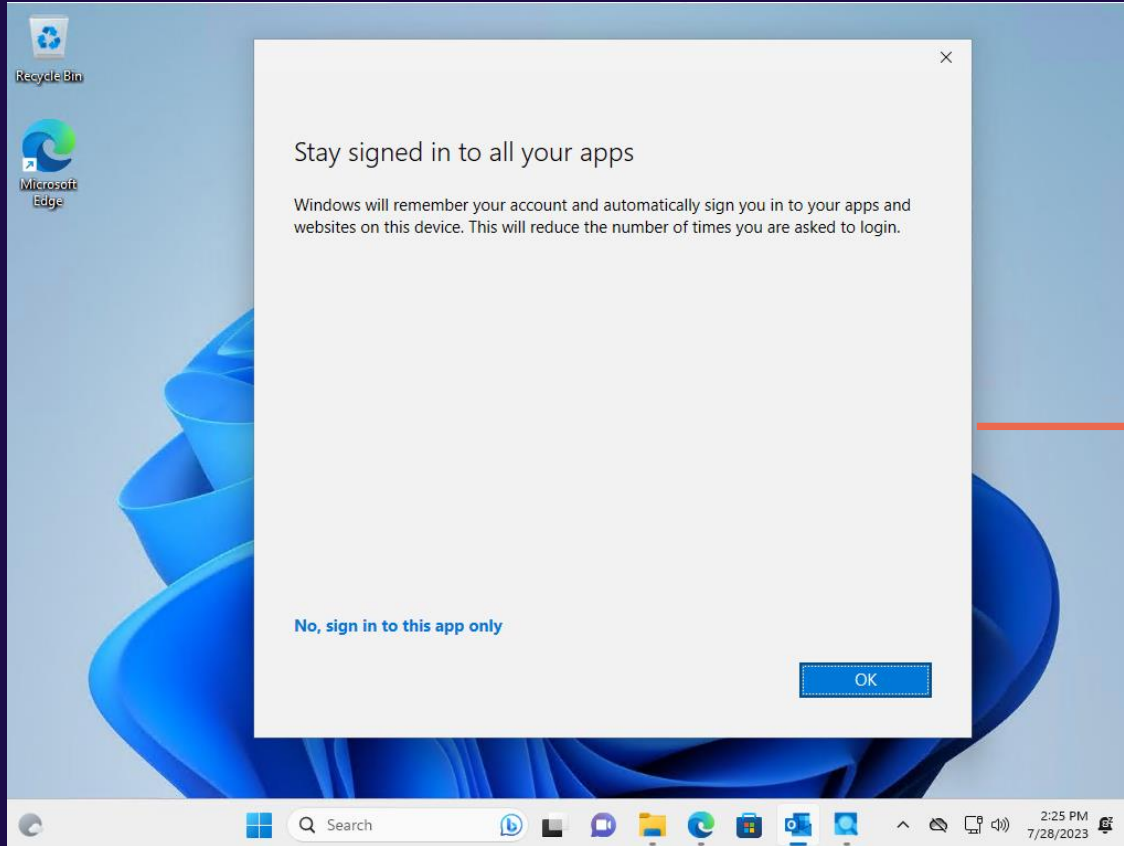 Recycle Bin
Microsoft
Edge
Stay signed in to all your apps
Windows will remember your account and automatically sign you in to your apps and
websites on this device. This will reduce the number of times you are asked to login.
No, sign in to this app only
OK
Search
2:25 PM
7/28/2023